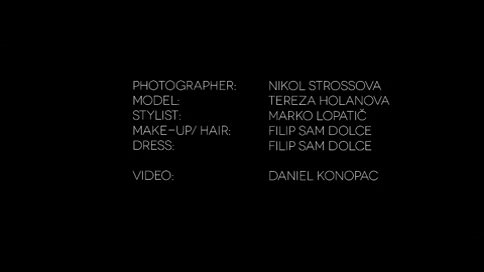 PHOTOGRAPHER: NIKOL STROSSOVA
MODEL: TEREZA HOLANOVA
STYLIST: MARKO LOPATIČ
MAKE-UP/ HAIR: FILIP SAM DOLCE
DRESS: FILIP SAM DOLCE
VIDEO: DANIEL KONOPAC